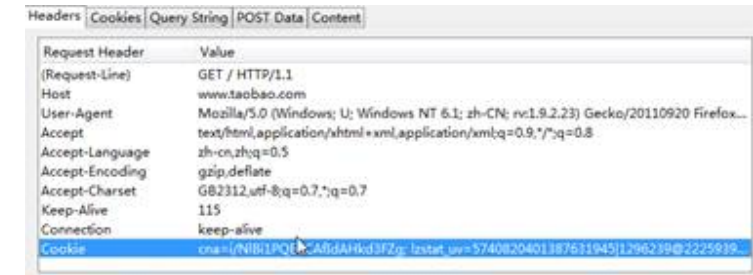 Headers Cookies Query String POST Data Content
Request Header Value
(Request-Line) GET / HTTP/1.1
Host www.taobao.com
User-Agent Mozilla/5.0 (Windows; U; Windows NT 6.1; zh-CN; rv:1.9.2.23) Gecko/20110920 Firefox...
Accept text/html,application/xhtml+xml,application/xml;q=0.9,*/*;q=0.8
Accept-Language zh-cn,zh;q=0.5
Accept-Encoding gzip,deflate
Accept-Charset GB2312,utf-8;q=0.7,*;q=0.7
Keep-Alive 115
Connection keep-alive
Cookie lzstat_uv=5740820401387631945|1296239@2225939...